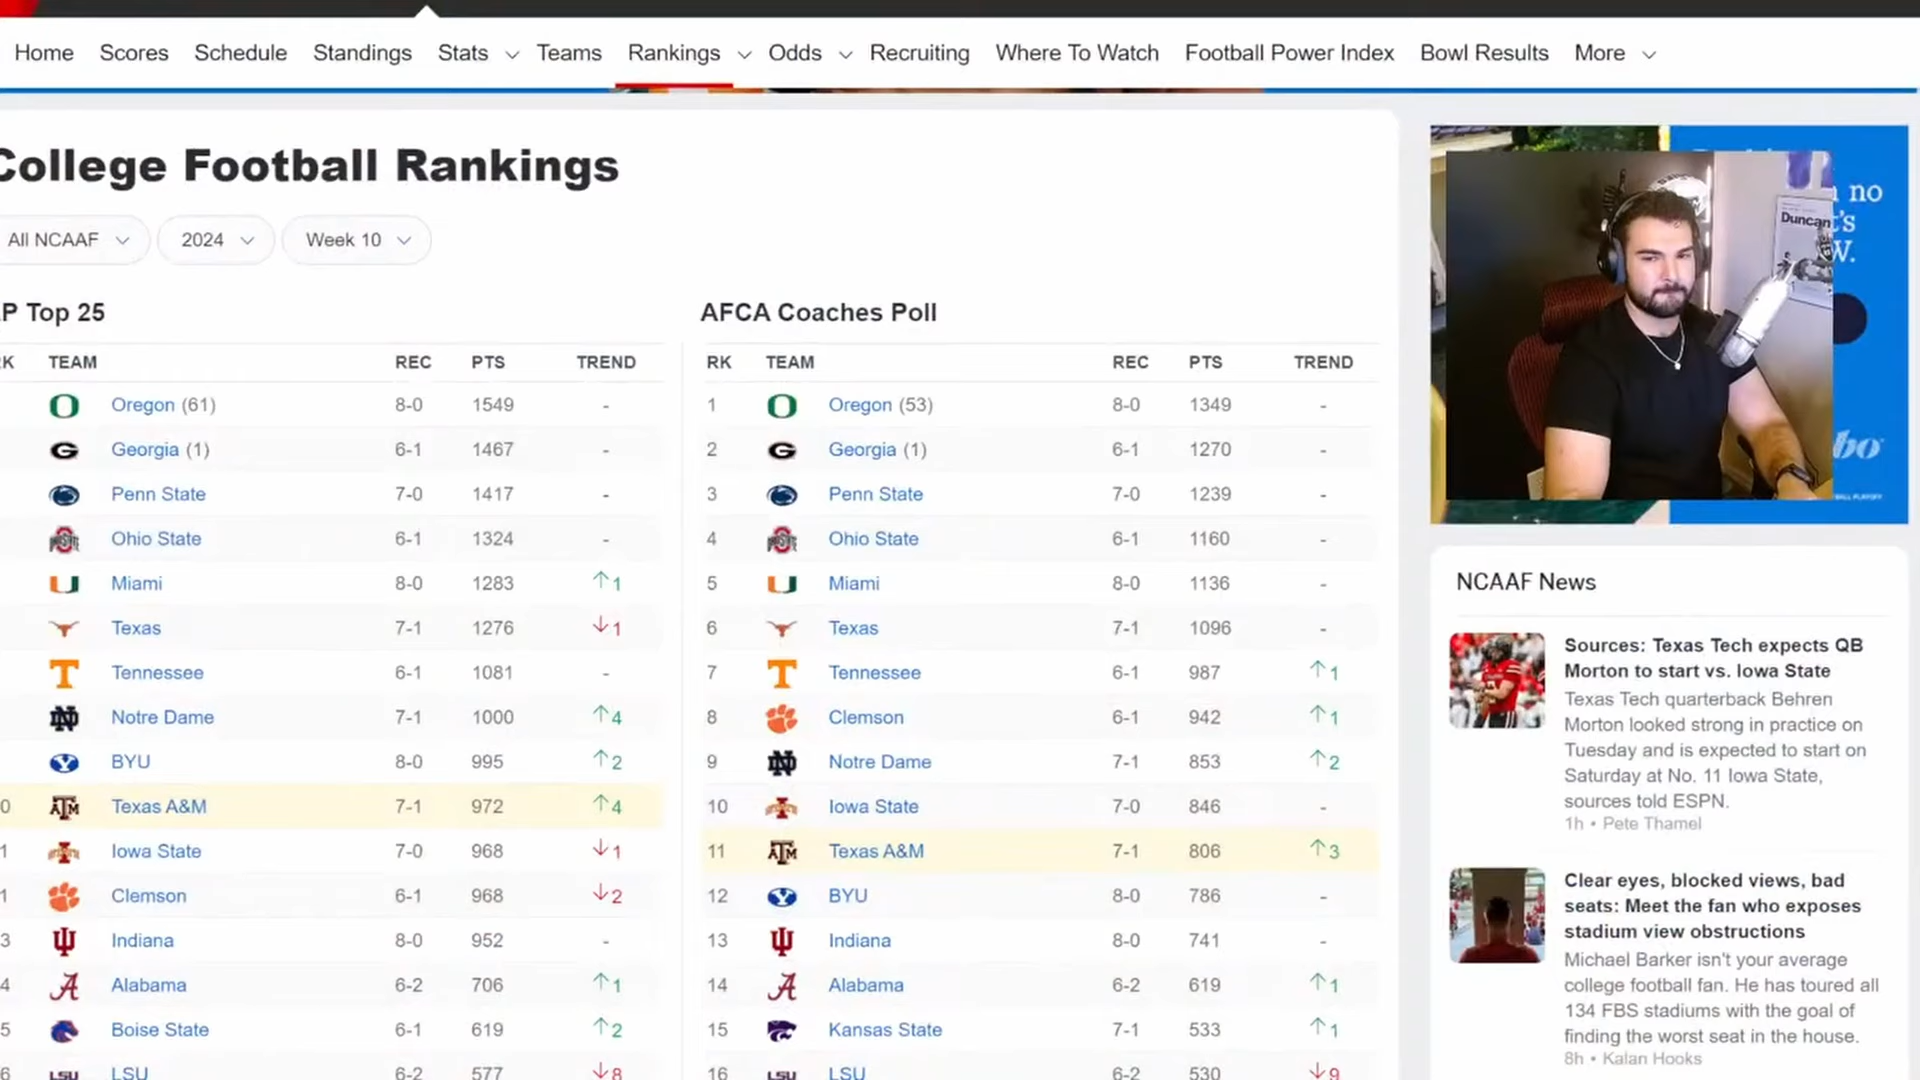 Home Scores Schedule Standings Stats Teams Rankings Odds Recruiting Where To Watch Football Power Index Bowl Results More
College Football Rankings
All NCAAF 2024 Week 10
P Top 25
K TEAM REC PTS TREND
Oregon (61) 8-0 1549 -
Georgia (1) 6-1 1467 -
Penn State 7-0 1417 -
Ohio State 6-1 1324 -
Miami 8-0 1283 ↑1
Texas 7-1 1276 ↓1
Tennessee 6-1 1081 -
Notre Dame 7-1 1000 ↑4
BYU 8-0 995 ↑2
0 Texas A&M 7-1 972 ↑4
1 Iowa State 7-0 968 ↓1
1 Clemson 6-1 968 ↓2
3 Indiana 8-0 952 -
4 Alabama 6-2 706 ↑1
5 Boise State 6-1 619 ↑2
6 LSU 6-2 577 ↓8
AFCA Coaches Poll
RK TEAM REC PTS TREND
1 Oregon (53) 8-0 1349 -
2 Georgia (1) 6-1 1270 -
3 Penn State 7-0 1239 -
4 Ohio State 6-1 1160 -
5 Miami 8-0 1136 -
6 Texas 7-1 1096 -
7 Tennessee 6-1 987 ↑1
8 Clemson 6-1 942 ↑1
9 Notre Dame 7-1 853 ↑2
10 Iowa State 7-0 846 -
11 Texas A&M 7-1 806 ↑3
12 BYU 8-0 786 -
13 Indiana 8-0 741 -
14 Alabama 6-2 619 ↑1
15 Kansas State 7-1 533 ↑1
16 LSU 6-2 530 ↓9
no
Duncan
't's
W.
bo
NCAAF News
Sources: Texas Tech expects QB
Morton to start vs. Iowa State
Texas Tech quarterback Behren
Morton looked strong in practice on
Tuesday and is expected to start on
Saturday at No. 11 Iowa State,
sources told ESPN.
1h • Pete Thamel
Clear eyes, blocked views, bad
seats: Meet the fan who exposes
stadium view obstructions
Michael Barker isn't your average
college football fan. He has toured all
134 FBS stadiums with the goal of
finding the worst seat in the house.
8h • Kalan Hooks